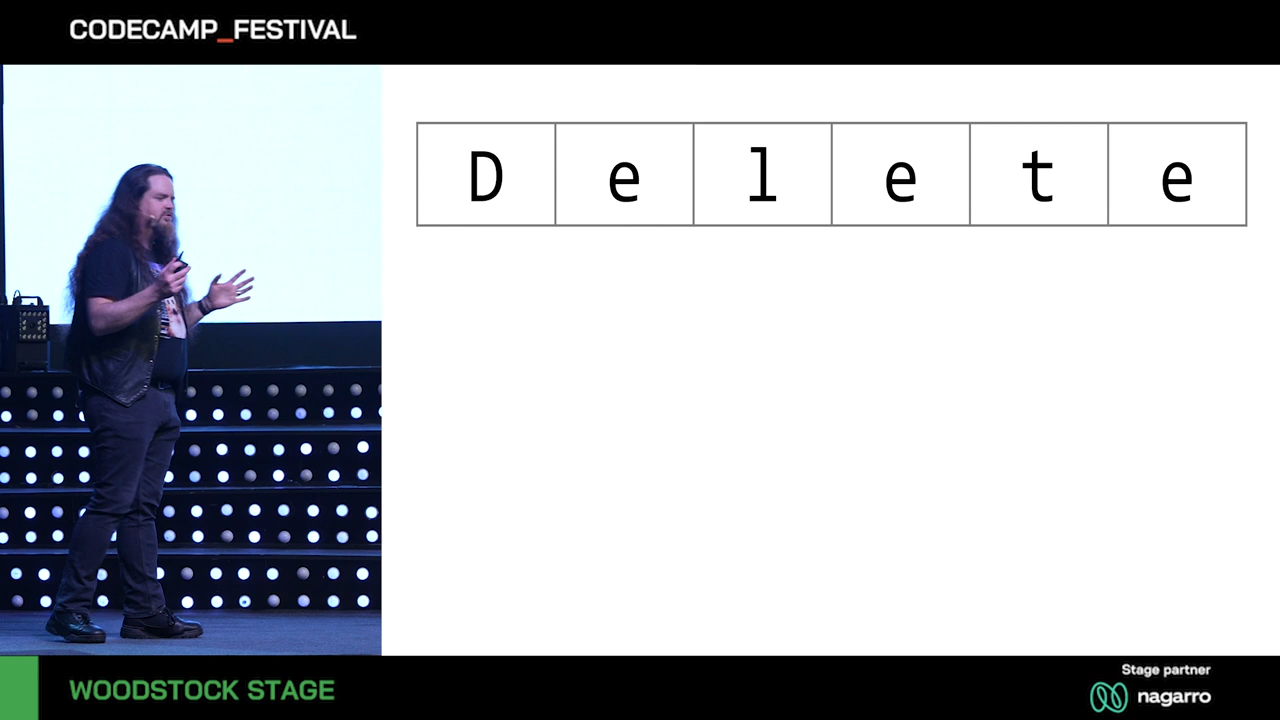 CODECAMP_FESTIVAL
D e l e t e
WOODSTOCK STAGE
Stage partner
nagarro